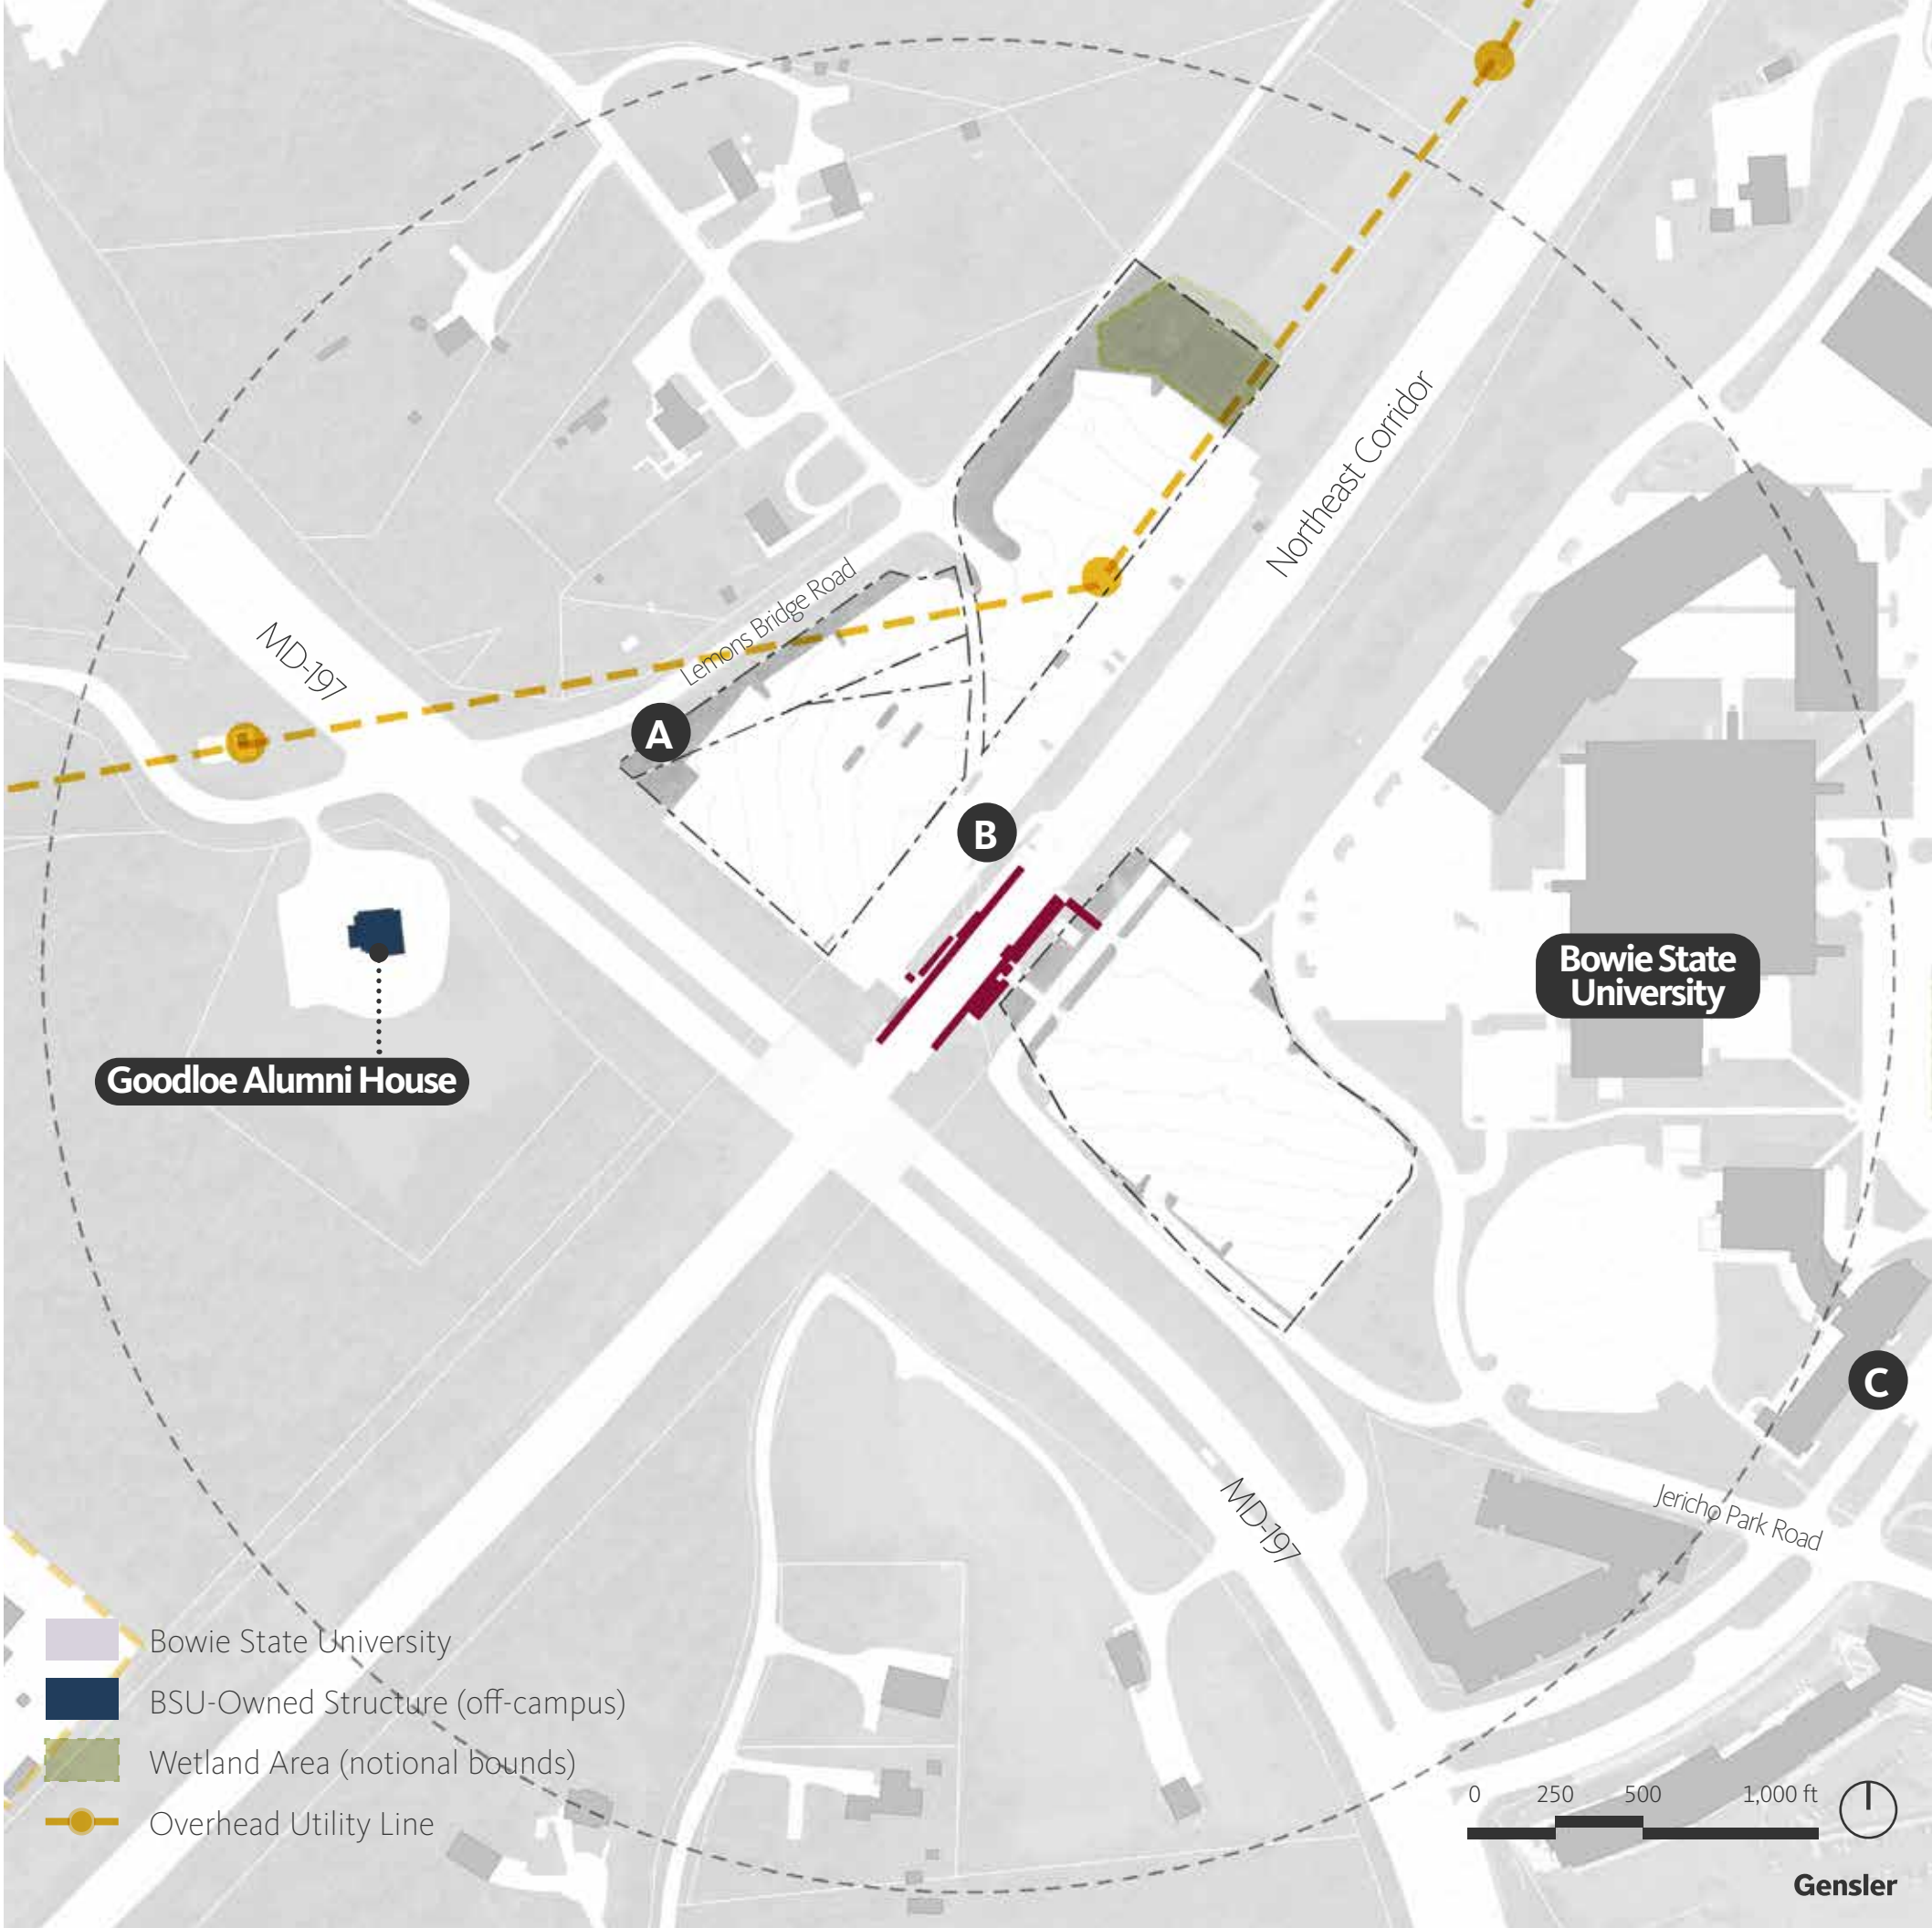 Northeast Corridor
Lemons Bridge Road
MD-197
A
B
Bowie State
University
Goodloe Alumni House
C
MD-197
Jericho Park Road
Bowie State University
BSU-Owned Structure (off-campus)
Wetland Area (notional bounds)
Overhead Utility Line
0 250 500 1,000 ft
Gensler